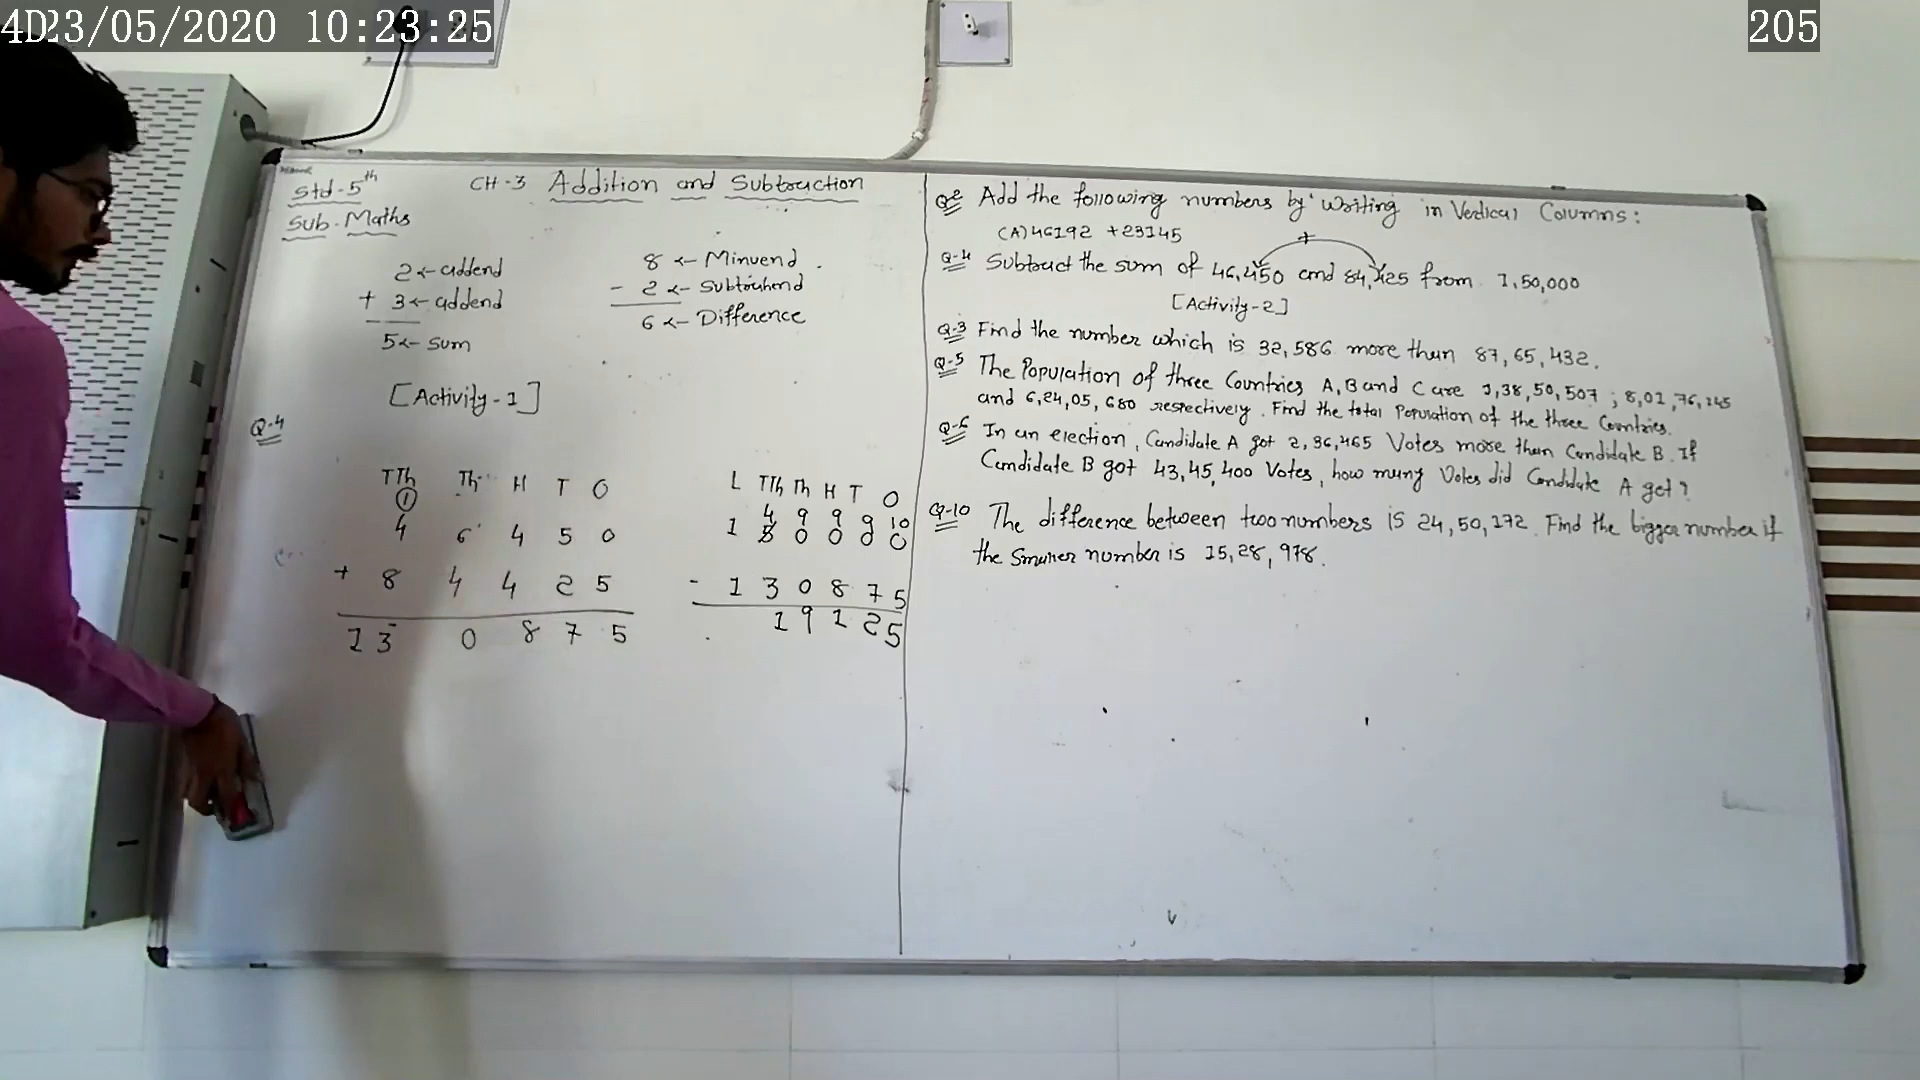 4D23/05/2020 10:23:25
205
Std-5th
Sub. Maths
CH-3 Addition and Subtraction
2 <- addend
+ 3 <- addend
5 <- Sum
8 <- Minuend
- 2 <- Subtrahend
6 <- Difference
[Activity-1]
Q-4
TTh Th H T O
1
4 6 4 5 0
+ 8 4 4 2 5
13 0 8 7 5
L TTh Th H T O
4 9 9 9 10
1 5 0 0 0 0
- 1 3 0 8 7 5
1 9 1 2 5
Q2 Add the following numbers by writing in Vertical Columns:
(A) 46192 + 23145
+
Q-4 Subtract the sum of 46,450 and 84,425 from 1,50,000
[Activity-2]
Q-3 Find the number which is 32,586 more than 87,65,432.
Q-5 The Population of three Countries A, B and C are 1,38,50,507 ; 8,01,76,145
and 6,24,05,680 respectively. Find the total Population of the three Countries.
Q-6 In an election, Candidate A got 2,36,465 Votes more than Candidate B. If
Candidate B got 43,45,400 Votes, how many Votes did Candidate A get?
Q-10 The difference between two numbers is 24,50,172. Find the bigger number if
the Smaller number is 15,28,978.